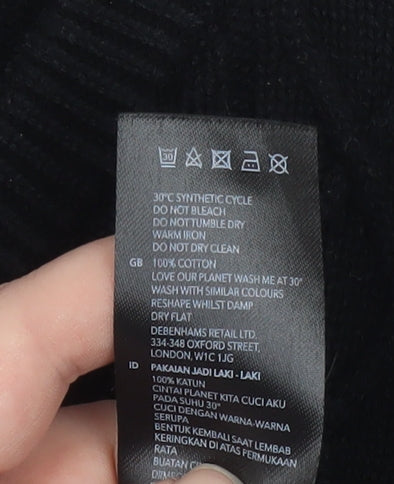 30
30°C SYNTHETIC CYCLE
DO NOT BLEACH
DO NOT TUMBLE DRY
WARM IRON
DO NOT DRY CLEAN
GB 100% COTTON
LOVE OUR PLANET WASH ME AT 30°
WASH WITH SIMILAR COLOURS
RESHAPE WHILST DAMP
DRY FLAT
DEBENHAMS RETAIL LTD.
334-348 OXFORD STREET,
LONDON, W1C 1JG
ID PAKAIAN JADI LAKI - LAKI
100% KATUN
CINTAI PLANET KITA CUCI AKU
PADA SUHU 30°
CUCI DENGAN WARNA-WARNA
SERUPA
BENTUK KEMBALI SAAT LEMBAB
KERINGKAN DI ATAS PERMUKAAN
RATA
BUATAN